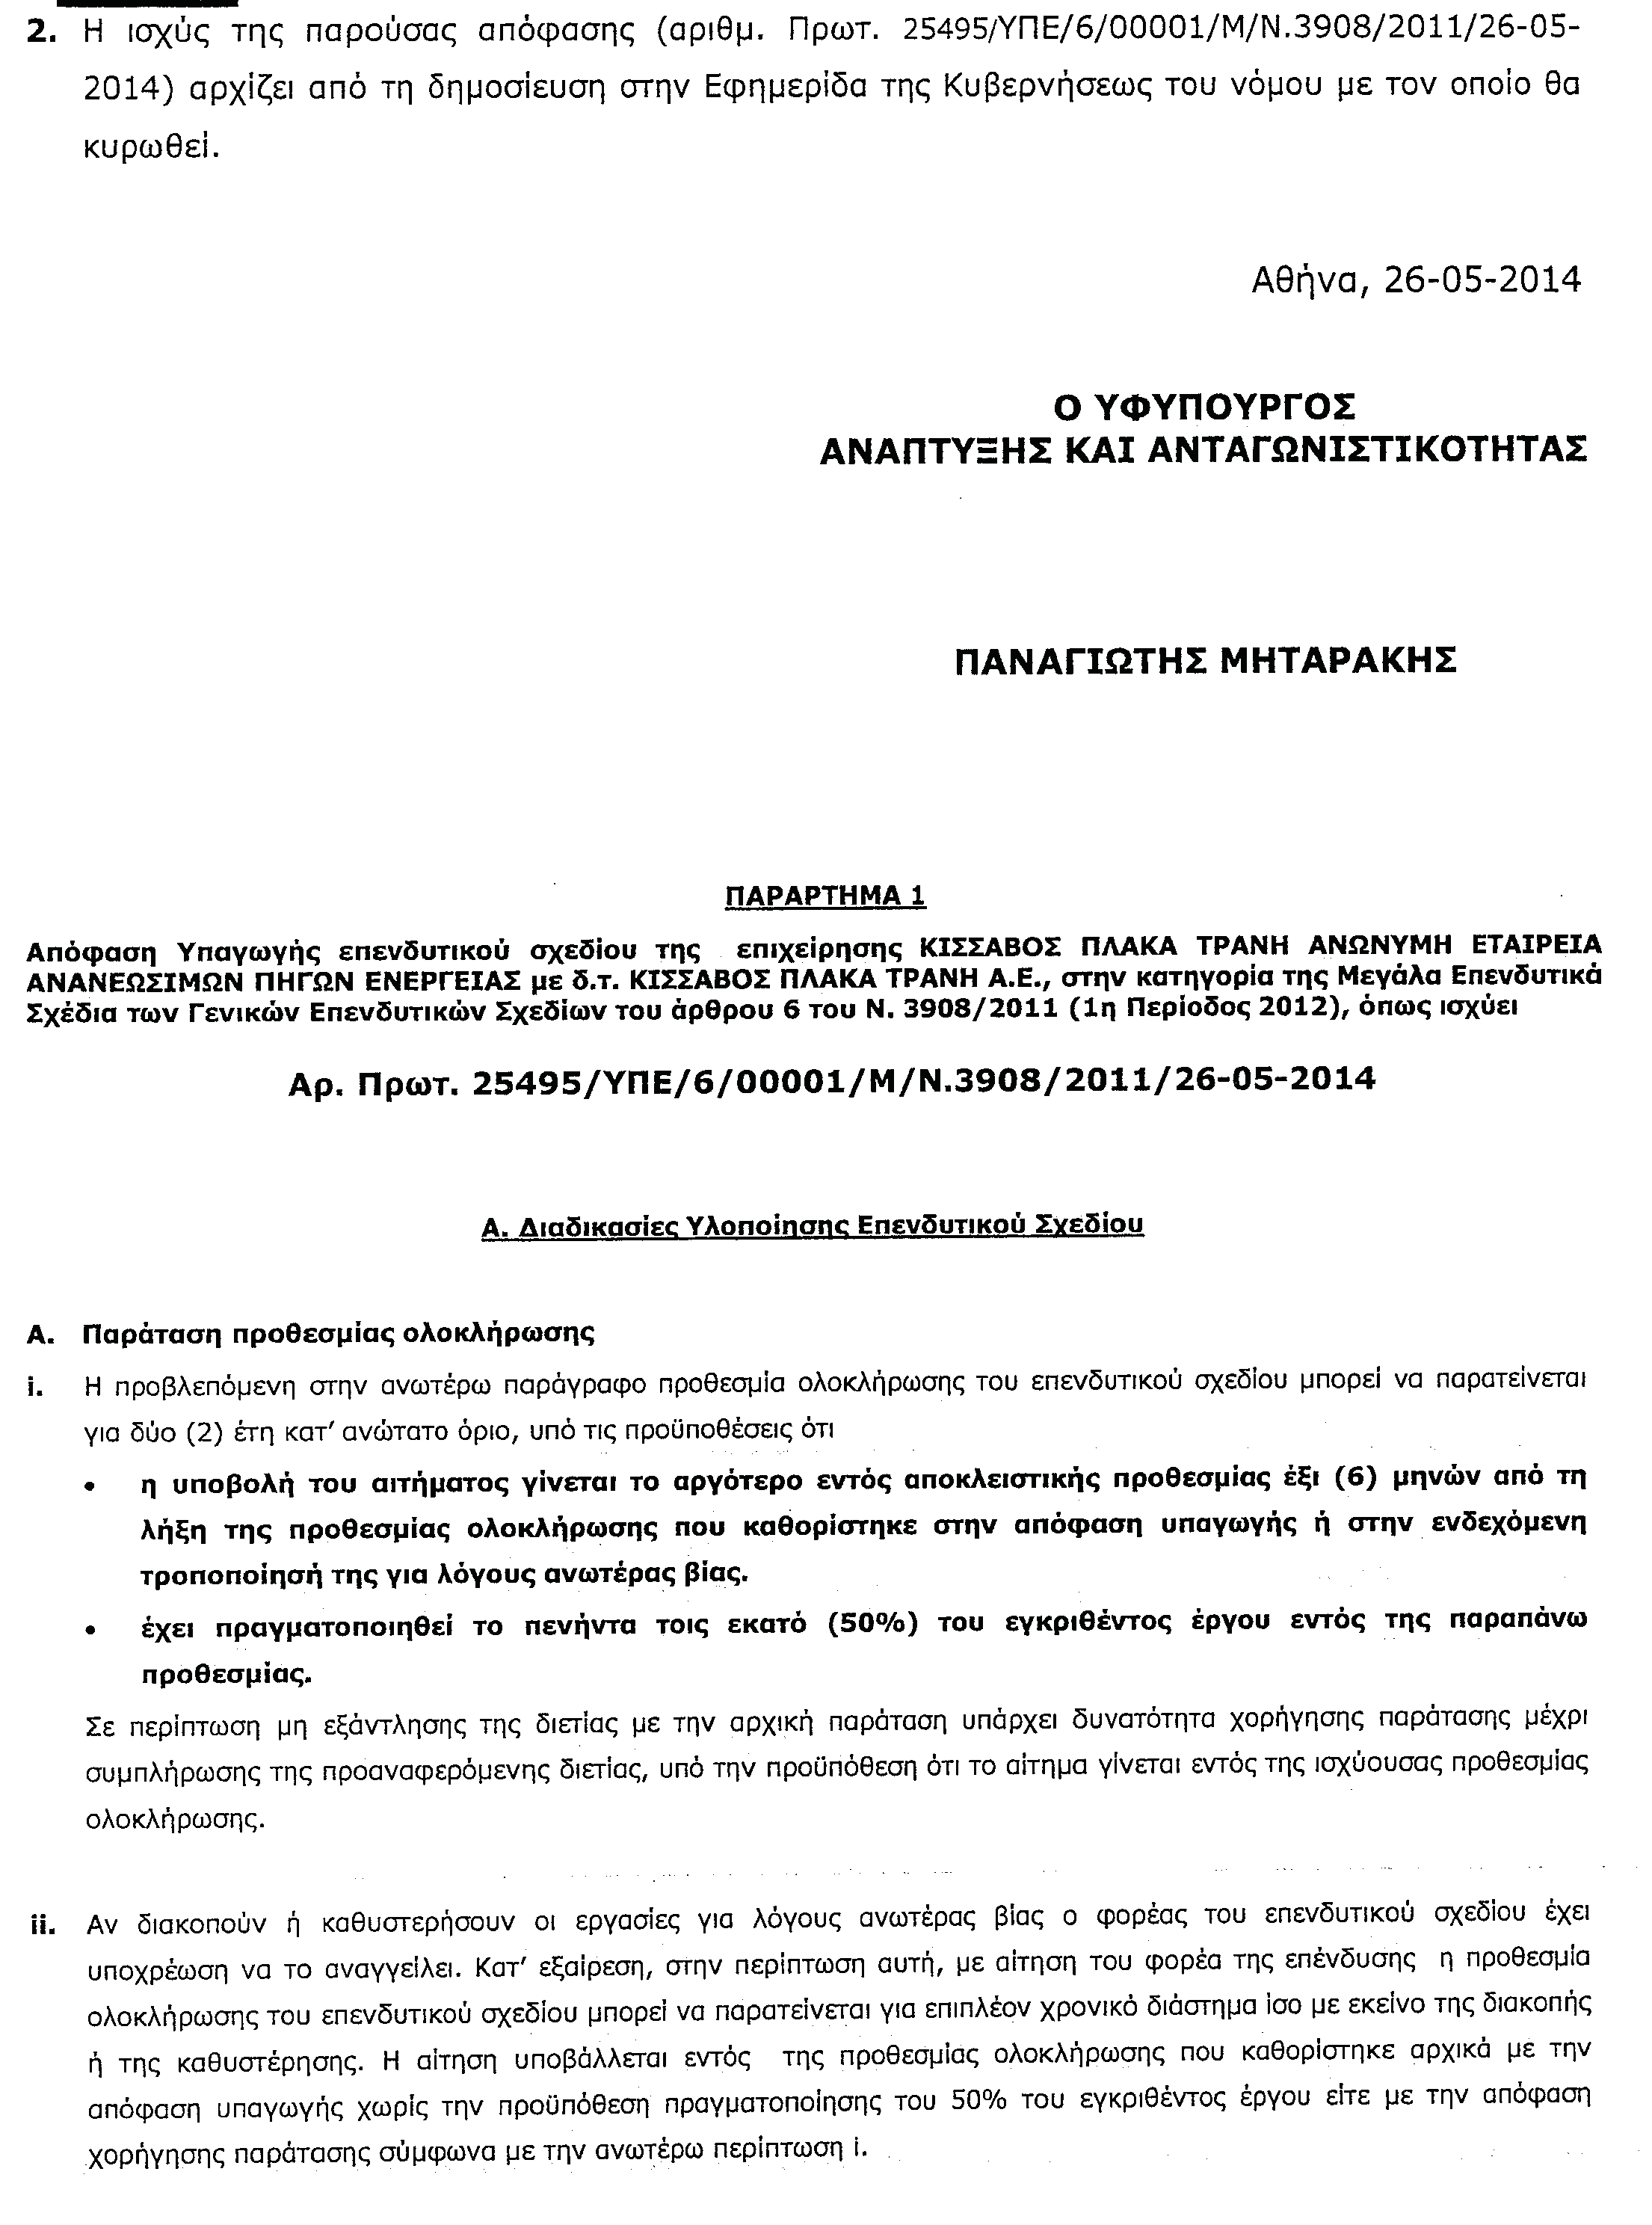 2. Η ισχύς της παρούσας απόφασης (αριθμ. Πρωτ. 25495/ΥΠΕ/6/00001/Μ/Ν.3908/2011/26-05-
2014) αρχίζει από τη δημοσίευση στην Εφημερίδα της Κυβερνήσεως του νόμου με τον οποίο θα
κυρωθεί.
Αθήνα, 26-05-2014
Ο ΥΦΥΠΟΥΡΓΟΣ
ΑΝΑΠΤΥΞΗΣ ΚΑΙ ΑΝΤΑΓΩΝΙΣΤΙΚΟΤΗΤΑΣ
ΠΑΝΑΓΙΩΤΗΣ ΜΗΤΑΡΑΚΗΣ
ΠΑΡΑΡΤΗΜΑ 1
Απόφαση Υπαγωγής επενδυτικού σχεδίου της επιχείρησης ΚΙΣΣΑΒΟΣ ΠΛΑΚΑ ΤΡΑΝΗ ΑΝΩΝΥΜΗ ΕΤΑΙΡΕΙΑ
ΑΝΑΝΕΩΣΙΜΩΝ ΠΗΓΩΝ ΕΝΕΡΓΕΙΑΣ με δ.τ. ΚΙΣΣΑΒΟΣ ΠΛΑΚΑ ΤΡΑΝΗ Α.Ε., στην κατηγορία της Μεγάλα Επενδυτικά
Σχέδια των Γενικών Επενδυτικών Σχεδίων του άρθρου 6 του Ν. 3908/2011 (1η Περίοδος 2012), όπως ισχύει
Αρ. Πρωτ. 25495/ΥΠΕ/6/00001/Μ/Ν.3908/2011/26-05-2014
Α. Διαδικασίες Υλοποίησης Επενδυτικού Σχεδίου
Α. Παράταση προθεσμίας ολοκλήρωσης
i. Η προβλεπόμενη στην ανωτέρω παράγραφο προθεσμία ολοκλήρωσης του επενδυτικού σχεδίου μπορεί να παρατείνεται
για δύο (2) έτη κατ' ανώτατο όριο, υπό τις προϋποθέσεις ότι
• η υποβολή του αιτήματος γίνεται το αργότερο εντός αποκλειστικής προθεσμίας έξι (6) μηνών από τη
λήξη της προθεσμίας ολοκλήρωσης που καθορίστηκε στην απόφαση υπαγωγής ή στην ενδεχόμενη
τροποποίησή της για λόγους ανωτέρας βίας.
• έχει πραγματοποιηθεί το πενήντα τοις εκατό (50%) του εγκριθέντος έργου εντός της παραπάνω
προθεσμίας.
Σε περίπτωση μη εξάντλησης της διετίας με την αρχική παράταση υπάρχει δυνατότητα χορήγησης παράτασης μέχρι
συμπλήρωσης της προαναφερόμενης διετίας, υπό την προϋπόθεση ότι το αίτημα γίνεται εντός της ισχύουσας προθεσμίας
ολοκλήρωσης.
ii. Αν διακοπούν ή καθυστερήσουν οι εργασίες για λόγους ανωτέρας βίας ο φορέας του επενδυτικού σχεδίου έχει
υποχρέωση να το αναγγείλει. Κατ' εξαίρεση, στην περίπτωση αυτή, με αίτηση του φορέα της επένδυσης η προθεσμία
ολοκλήρωσης του επενδυτικού σχεδίου μπορεί να παρατείνεται για επιπλέον χρονικό διάστημα ίσο με εκείνο της διακοπής
ή της καθυστέρησης. Η αίτηση υποβάλλεται εντός της προθεσμίας ολοκλήρωσης που καθορίστηκε αρχικά με την
απόφαση υπαγωγής χωρίς την προϋπόθεση πραγματοποίησης του 50% του εγκριθέντος έργου είτε με την απόφαση
χορήγησης παράτασης σύμφωνα με την ανωτέρω περίπτωση i.